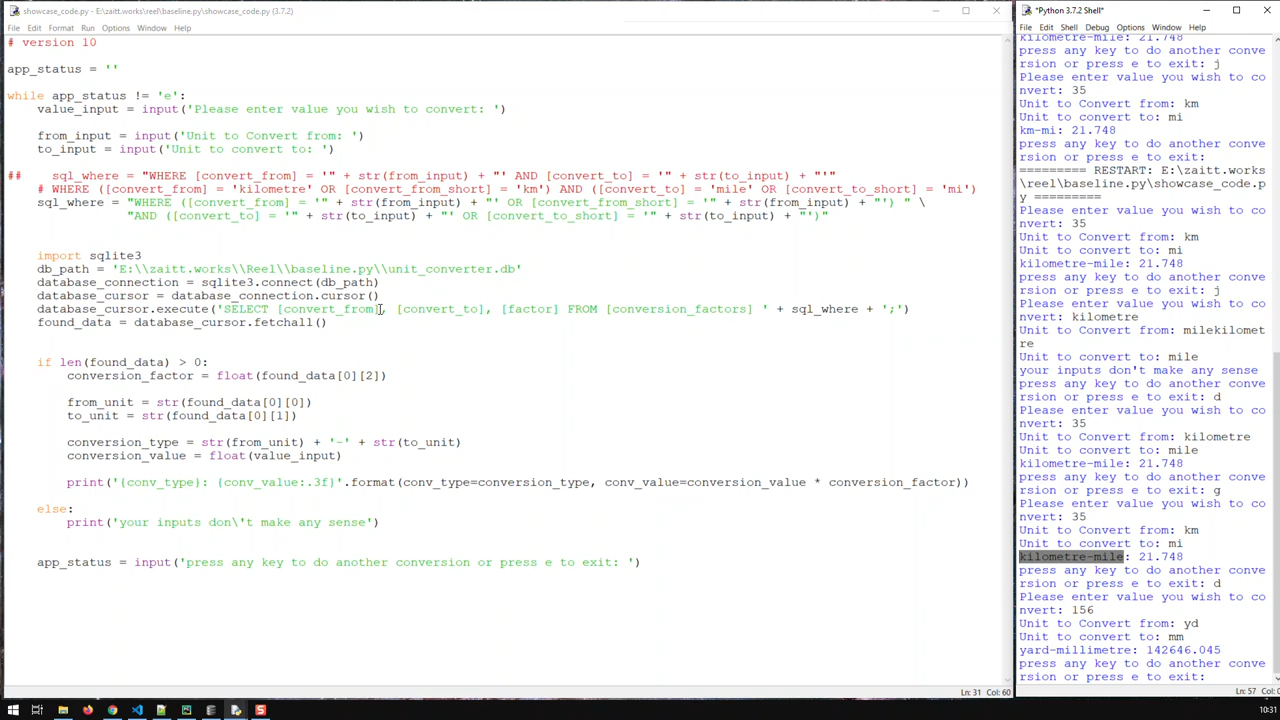 showcase_code.py - E:\zaitt.works\reel\baseline.py\showcase_code.py (3.7.2)
File Edit Format Run Options Window Help
# version 10
app_status = ''
while app_status != 'e':
value_input = input('Please enter value you wish to convert: ')
from_input = input('Unit to Convert from: ')
to_input = input('Unit to convert to: ')
## sql_where = "WHERE [convert_from] = '" + str(from_input) + "' AND [convert_to] = '" + str(to_input) + "'"
# WHERE ([convert_from] = 'kilometre' OR [convert_from_short] = 'km') AND ([convert_to] = 'mile' OR [convert_to_short] = 'mi')
sql_where = "WHERE ([convert_from] = '" + str(from_input) + "' OR [convert_from_short] = '" + str(from_input) + "') " \
"AND ([convert_to] = '" + str(to_input) + "' OR [convert_to_short] = '" + str(to_input) + "')"
import sqlite3
db_path = 'E:\\zaitt.works\\Reel\\baseline.py\\unit_converter.db'
database_connection = sqlite3.connect(db_path)
database_cursor = database_connection.cursor()
database_cursor.execute('SELECT [convert_from], [convert_to], [factor] FROM [conversion_factors] ' + sql_where + ';')
found_data = database_cursor.fetchall()
if len(found_data) > 0:
conversion_factor = float(found_data[0][2])
from_unit = str(found_data[0][0])
to_unit = str(found_data[0][1])
conversion_type = str(from_unit) + '-' + str(to_unit)
conversion_value = float(value_input)
print('{conv_type}: {conv_value:.3f}'.format(conv_type=conversion_type, conv_value=conversion_value * conversion_factor))
else:
print('your inputs don\'t make any sense')
app_status = input('press any key to do another conversion or press e to exit: ')
Ln: 31 Col: 60
*Python 3.7.2 Shell*
File Edit Shell Debug Options Window Help
kilometre-mile: 21.748
press any key to do another conve
rsion or press e to exit: j
Please enter value you wish to co
nvert: 35
Unit to Convert from: km
Unit to convert to: mi
km-mi: 21.748
press any key to do another conve
rsion or press e to exit:
========= RESTART: E:\zaitt.works
\reel\baseline.py\showcase_code.p
y =========
Please enter value you wish to co
nvert: 35
Unit to Convert from: km
Unit to convert to: mi
kilometre-mile: 21.748
press any key to do another conve
rsion or press e to exit: j
Please enter value you wish to co
nvert: kilometre
Unit to Convert from: milekilomet
re
Unit to convert to: mile
your inputs don't make any sense
press any key to do another conve
rsion or press e to exit: d
Please enter value you wish to co
nvert: 35
Unit to Convert from: kilometre
Unit to convert to: mile
kilometre-mile: 21.748
press any key to do another conve
rsion or press e to exit: g
Please enter value you wish to co
nvert: 35
Unit to Convert from: km
Unit to convert to: mi
kilometre-mile: 21.748
press any key to do another conve
rsion or press e to exit: d
Please enter value you wish to co
nvert: 156
Unit to Convert from: yd
Unit to convert to: mm
yard-millimetre: 142646.045
press any key to do another conve
rsion or press e to exit:
Ln: 57 Col:
10:31